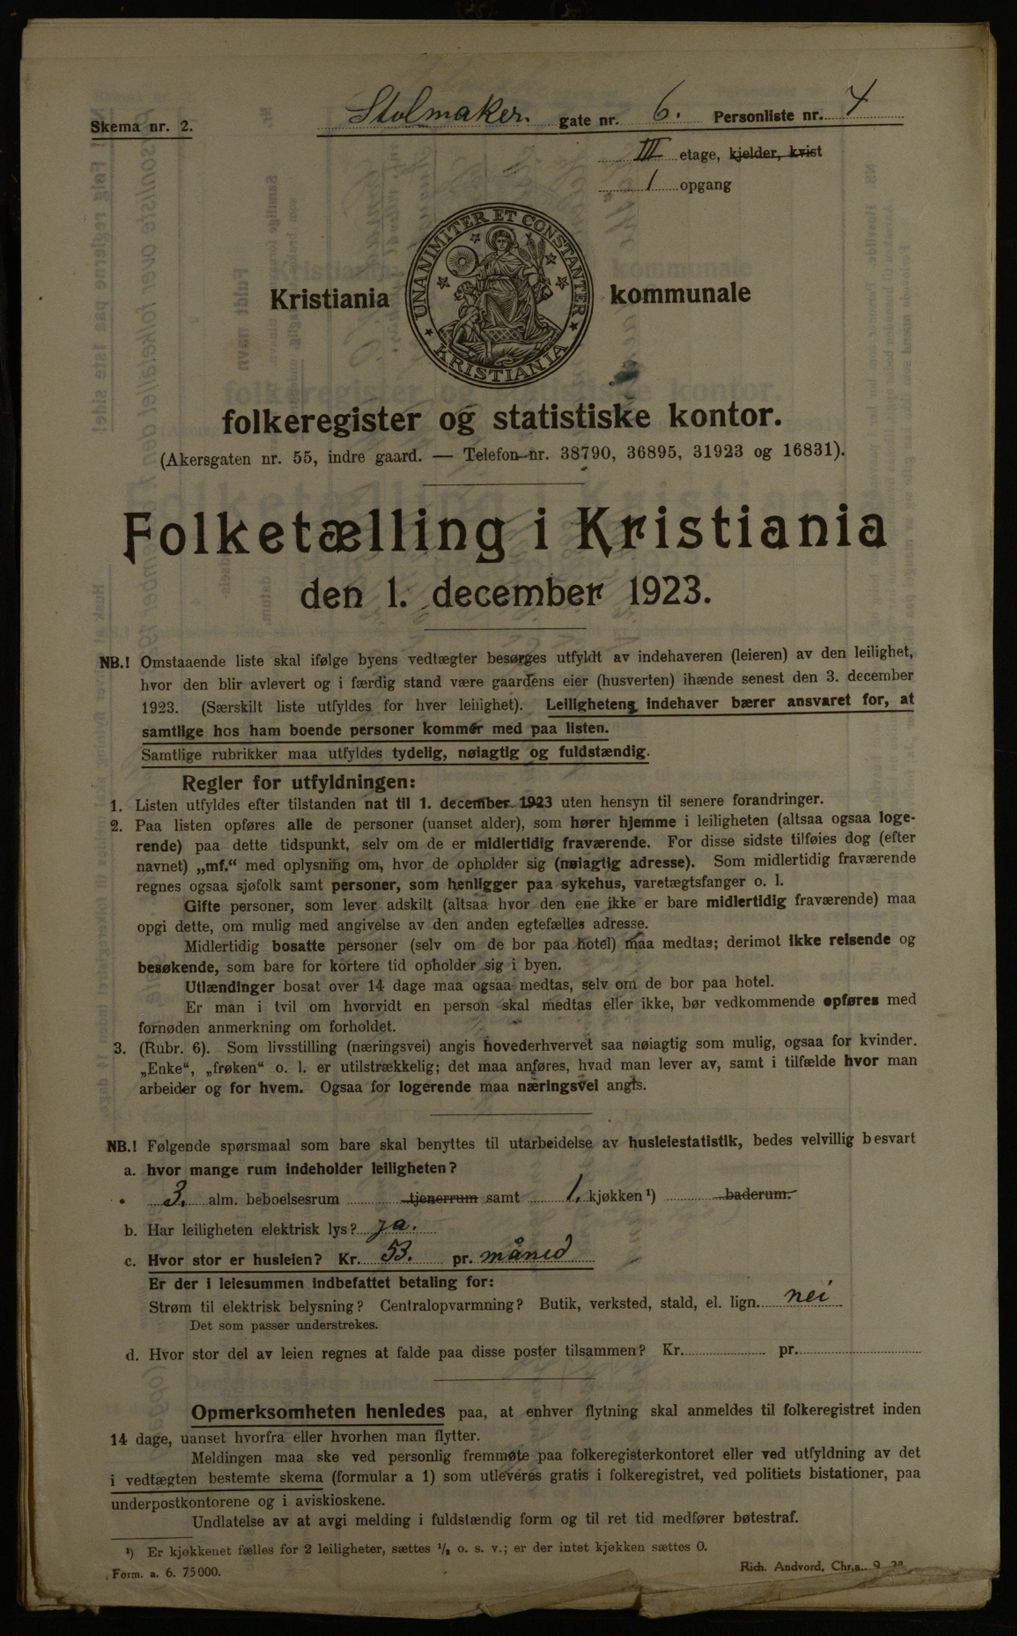 Skema nr. 2.
Stolmaker. gate nr. 6. Personliste nr. 4
III etage, kjelder, kvist
1 opgang
UNANIMITER ET CONSTANTER
KRISTIANIA
Kristiania kommunale
folkeregister og statistiske kontor.
(Akersgaten nr. 55, indre gaard. — Telefon-nr. 38790, 36895, 31923 og 16831).
Folketælling i Kristiania
den 1. december 1923.
NB.! Omstaaende liste skal ifølge byens vedtægter besørges utfyldt av indehaveren (leieren) av den leilighet,
hvor den blir avlevert og i færdig stand være gaardens eier (husverten) ihænde senest den 3. december
1923. (Særskilt liste utfyldes for hver leilighet). Leilighetens indehaver bærer ansvaret for, at
samtlige hos ham boende personer kommer med paa listen.
Samtlige rubrikker maa utfyldes tydelig, nøiagtig og fuldstændig.
Regler for utfyldningen:
1. Listen utfyldes efter tilstanden nat til 1. december 1923 uten hensyn til senere forandringer.
2. Paa listen opføres alle de personer (uanset alder), som hører hjemme i leiligheten (altsaa ogsaa loge-
rende) paa dette tidspunkt, selv om de er midlertidig fraværende. For disse sidste tilføies dog (efter
navnet) „mf.“ med oplysning om, hvor de opholder sig (nøiagtig adresse). Som midlertidig fraværende
regnes ogsaa sjøfolk samt personer, som henligger paa sykehus, varetægtsfanger o. l.
Gifte personer, som lever adskilt (altsaa hvor den ene ikke er bare midlertidig fraværende) maa
opgi dette, om mulig med angivelse av den anden egtefælles adresse.
Midlertidig bosatte personer (selv om de bor paa hotel) maa medtas; derimot ikke reisende og
besøkende, som bare for kortere tid opholder sig i byen.
Utlændinger bosat over 14 dage maa ogsaa medtas, selv om de bor paa hotel.
Er man i tvil om hvorvidt en person skal medtas eller ikke, bør vedkommende opføres med
fornøden anmerkning om forholdet.
3. (Rubr. 6). Som livsstilling (næringsvei) angis hovederhvervet saa nøiagtig som mulig, ogsaa for kvinder.
„Enke“, „frøken“ o. l. er utilstrækkelig; det maa anføres, hvad man lever av, samt i tilfælde hvor man
arbeider og for hvem. Ogsaa for logerende maa næringsvei angis.
NB.! Følgende spørsmaal som bare skal benyttes til utarbeidelse av husleiestatistik, bedes velvillig besvart
a. hvor mange rum indeholder leiligheten?
3. alm. beboelsesrum tjenerrum samt 1. kjøkken¹) baderum.
b. Har leiligheten elektrisk lys? ja.
c. Hvor stor er husleien? Kr. 53. pr. måned
Er der i leiesummen indbefattet betaling for:
Strøm til elektrisk belysning? Centralopvarmning? Butik, verksted, stald, el. lign. nei
Det som passer understrekes.
d. Hvor stor del av leien regnes at falde paa disse poster tilsammen? Kr. pr.
Opmerksomheten henledes paa, at enhver flytning skal anmeldes til folkeregistret inden
14 dage, uanset hvorfra eller hvorhen man flytter.
Meldingen maa ske ved personlig fremmøte paa folkeregisterkontoret eller ved utfyldning av det
i vedtægten bestemte skema (formular a 1) som utleveres gratis i folkeregistret, ved politiets bistationer, paa
underpostkontorene og i aviskioskene.
Undlatelse av at avgi melding i fuldstændig form og til ret tid medfører bøtestraf.
¹) Er kjøkkenet fælles for 2 leiligheter, sættes ½ o. s. v.; er der intet kjøkken sættes 0.
Form. a. 6. 75000.
Rich. Andvord, Chr.a.